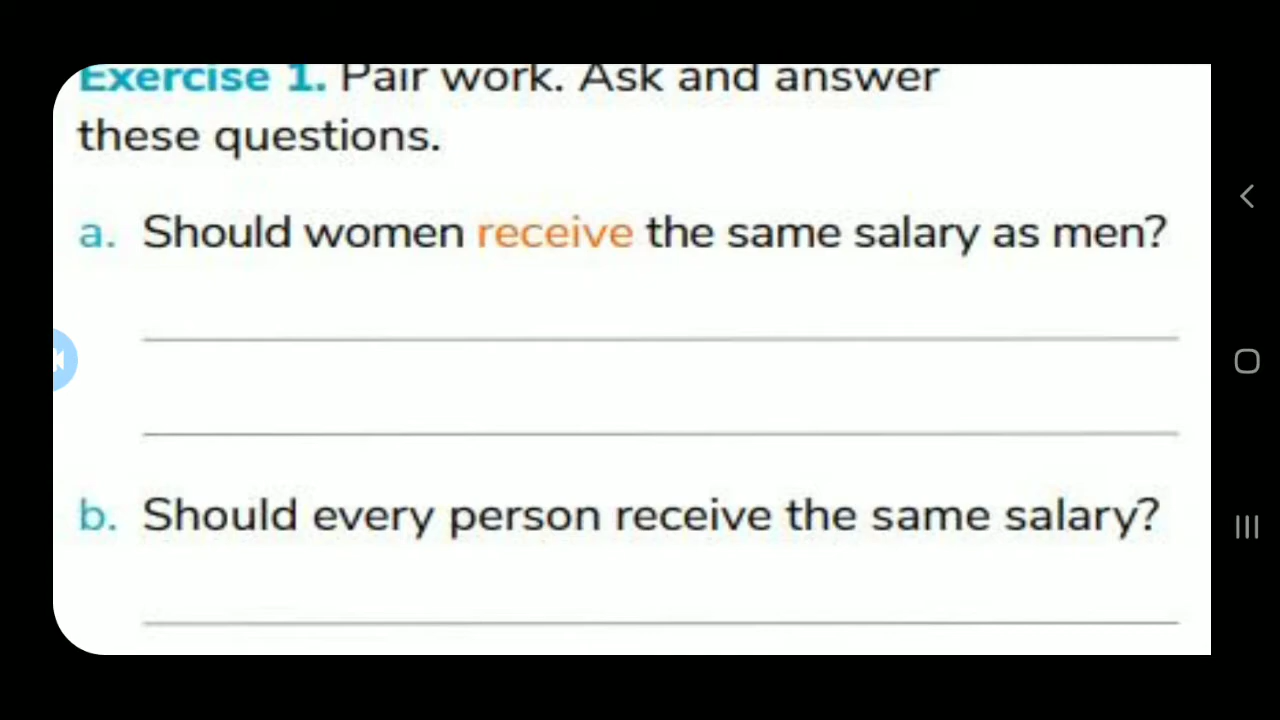 Exercise 1. Pair work. Ask and answer
these questions.
a. Should women receive the same salary as men?
b. Should every person receive the same salary?